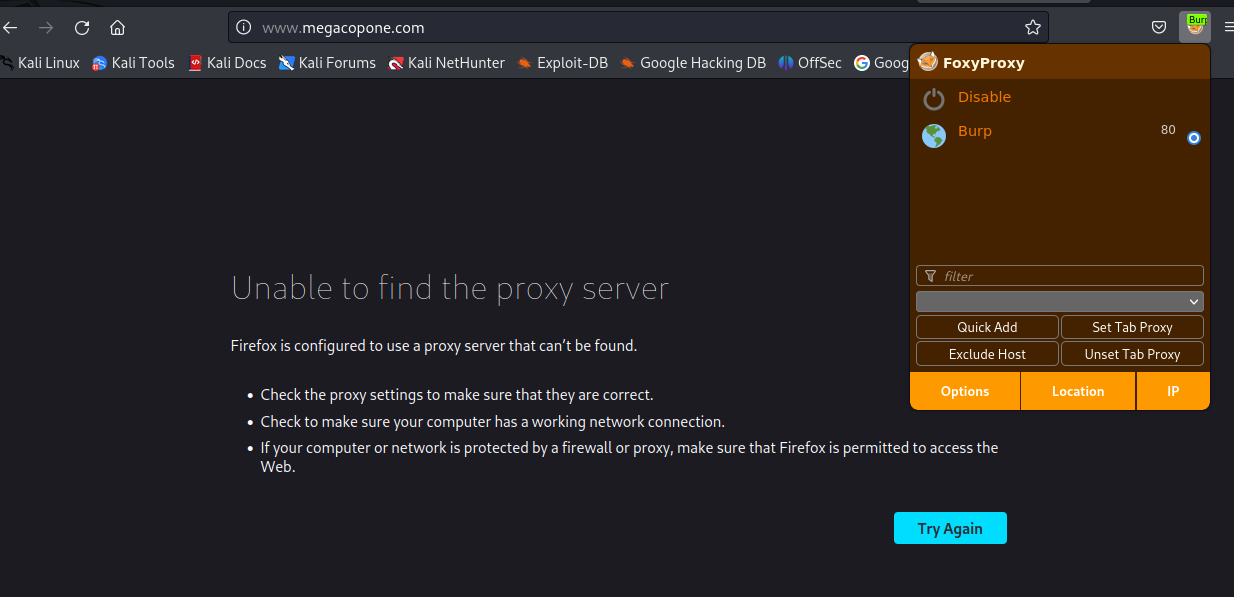 www.megacopone.com
Burp
Kali Linux Kali Tools Kali Docs Kali Forums Kali NetHunter Exploit-DB Google Hacking DB OffSec Goog
FoxyProxy
Disable
Burp 80
filter
Quick Add Set Tab Proxy
Exclude Host Unset Tab Proxy
Options Location IP
Unable to find the proxy server
Firefox is configured to use a proxy server that can’t be found.
• Check the proxy settings to make sure that they are correct.
• Check to make sure your computer has a working network connection.
• If your computer or network is protected by a firewall or proxy, make sure that Firefox is permitted to access the
Web.
Try Again